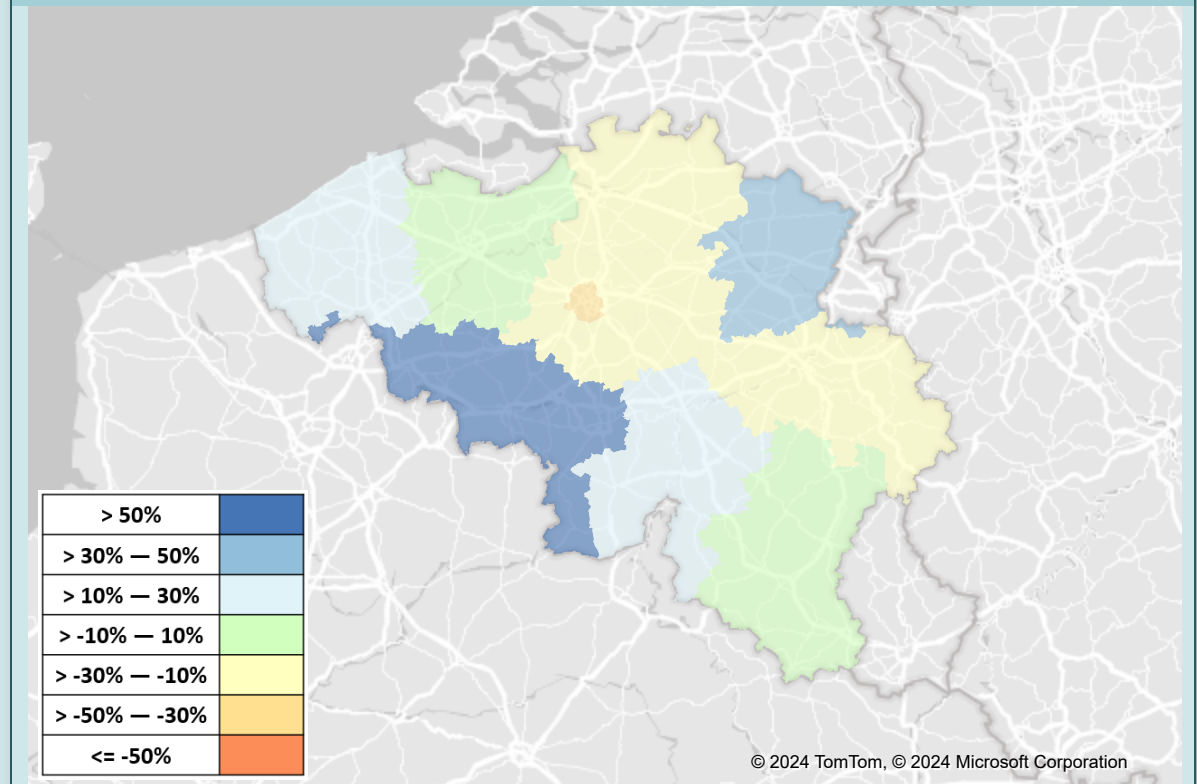 > 50%
> 30% — 50%
> 10% — 30%
> -10% — 10%
> -30% — -10%
> -50% — -30%
<= -50%
© 2024 TomTom, © 2024 Microsoft Corporation